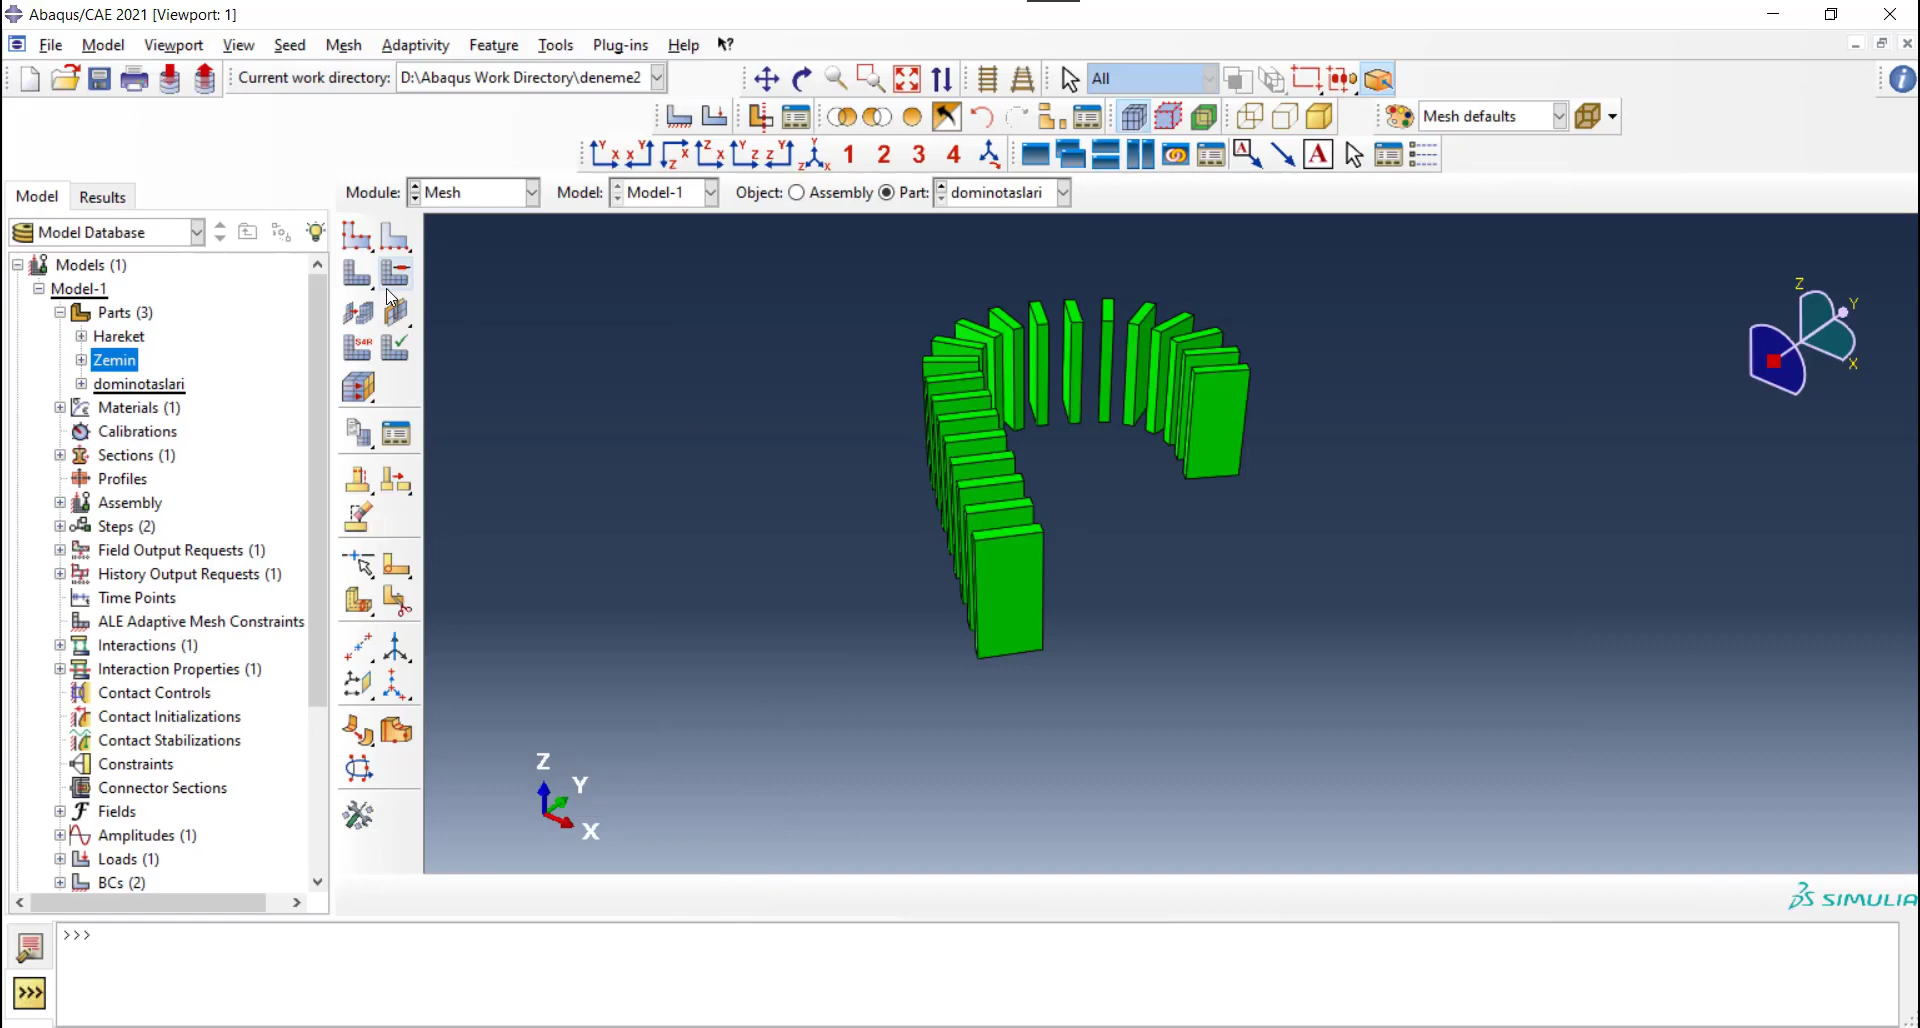 Abaqus/CAE 2021 [Viewport: 1]
File Model Viewport View Seed Mesh Adaptivity Feature Tools Plug-ins Help
Current work directory: D:\Abaqus Work Directory\deneme2
All
Mesh defaults
1 2 3 4
Model Results
Module: Mesh Model: Model-1 Object: Assembly Part: dominotaslari
Model Database
Models (1)
Model-1
Parts (3)
Hareket
Zemin
dominotaslari
Materials (1)
Calibrations
Sections (1)
Profiles
Assembly
Steps (2)
Field Output Requests (1)
History Output Requests (1)
Time Points
ALE Adaptive Mesh Constraints
Interactions (1)
Interaction Properties (1)
Contact Controls
Contact Initializations
Contact Stabilizations
Constraints
Connector Sections
Fields
Amplitudes (1)
Loads (1)
BCs (2)
S4R
Z
Y
X
Z
Y
X
SIMULIA
>>>
>>>